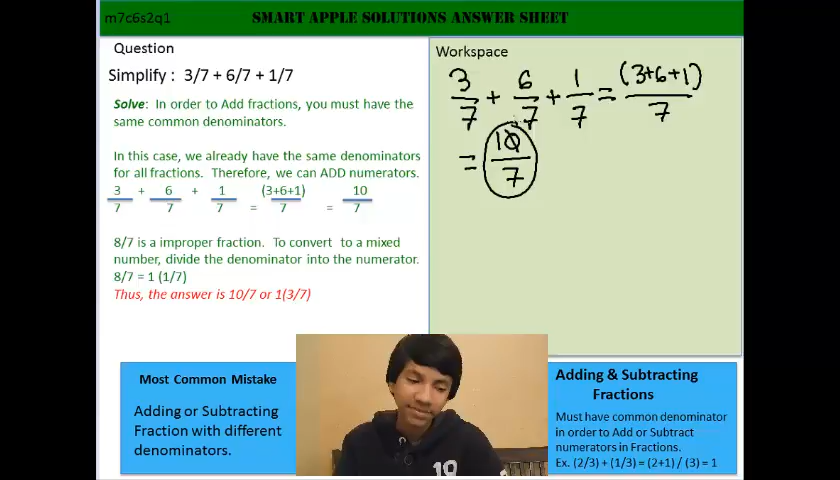 m7c6s2q1
SMART APPLE SOLUTIONS ANSWER SHEET
Question
Simplify : 3/7 + 6/7 + 1/7
Solve: In order to Add fractions, you must have the
same common denominators.
In this case, we already have the same denominators
for all fractions. Therefore, we can ADD numerators.
3 + 6 + 1 (3+6+1) 10
7 7 7 = 7 = 7
8/7 is a improper fraction. To convert to a mixed
number, divide the denominator into the numerator.
8/7 = 1 (1/7)
Thus, the answer is 10/7 or 1(3/7)
Workspace
3 6 1 (3+6+1)
+ + =
7 7 7 7
10
=
7
Most Common Mistake
Adding or Subtracting
Fraction with different
denominators.
10
Adding & Subtracting
Fractions
Must have common denominator
in order to Add or Subtract
numerators in Fractions.
Ex. (2/3) + (1/3) = (2+1) / (3) = 1